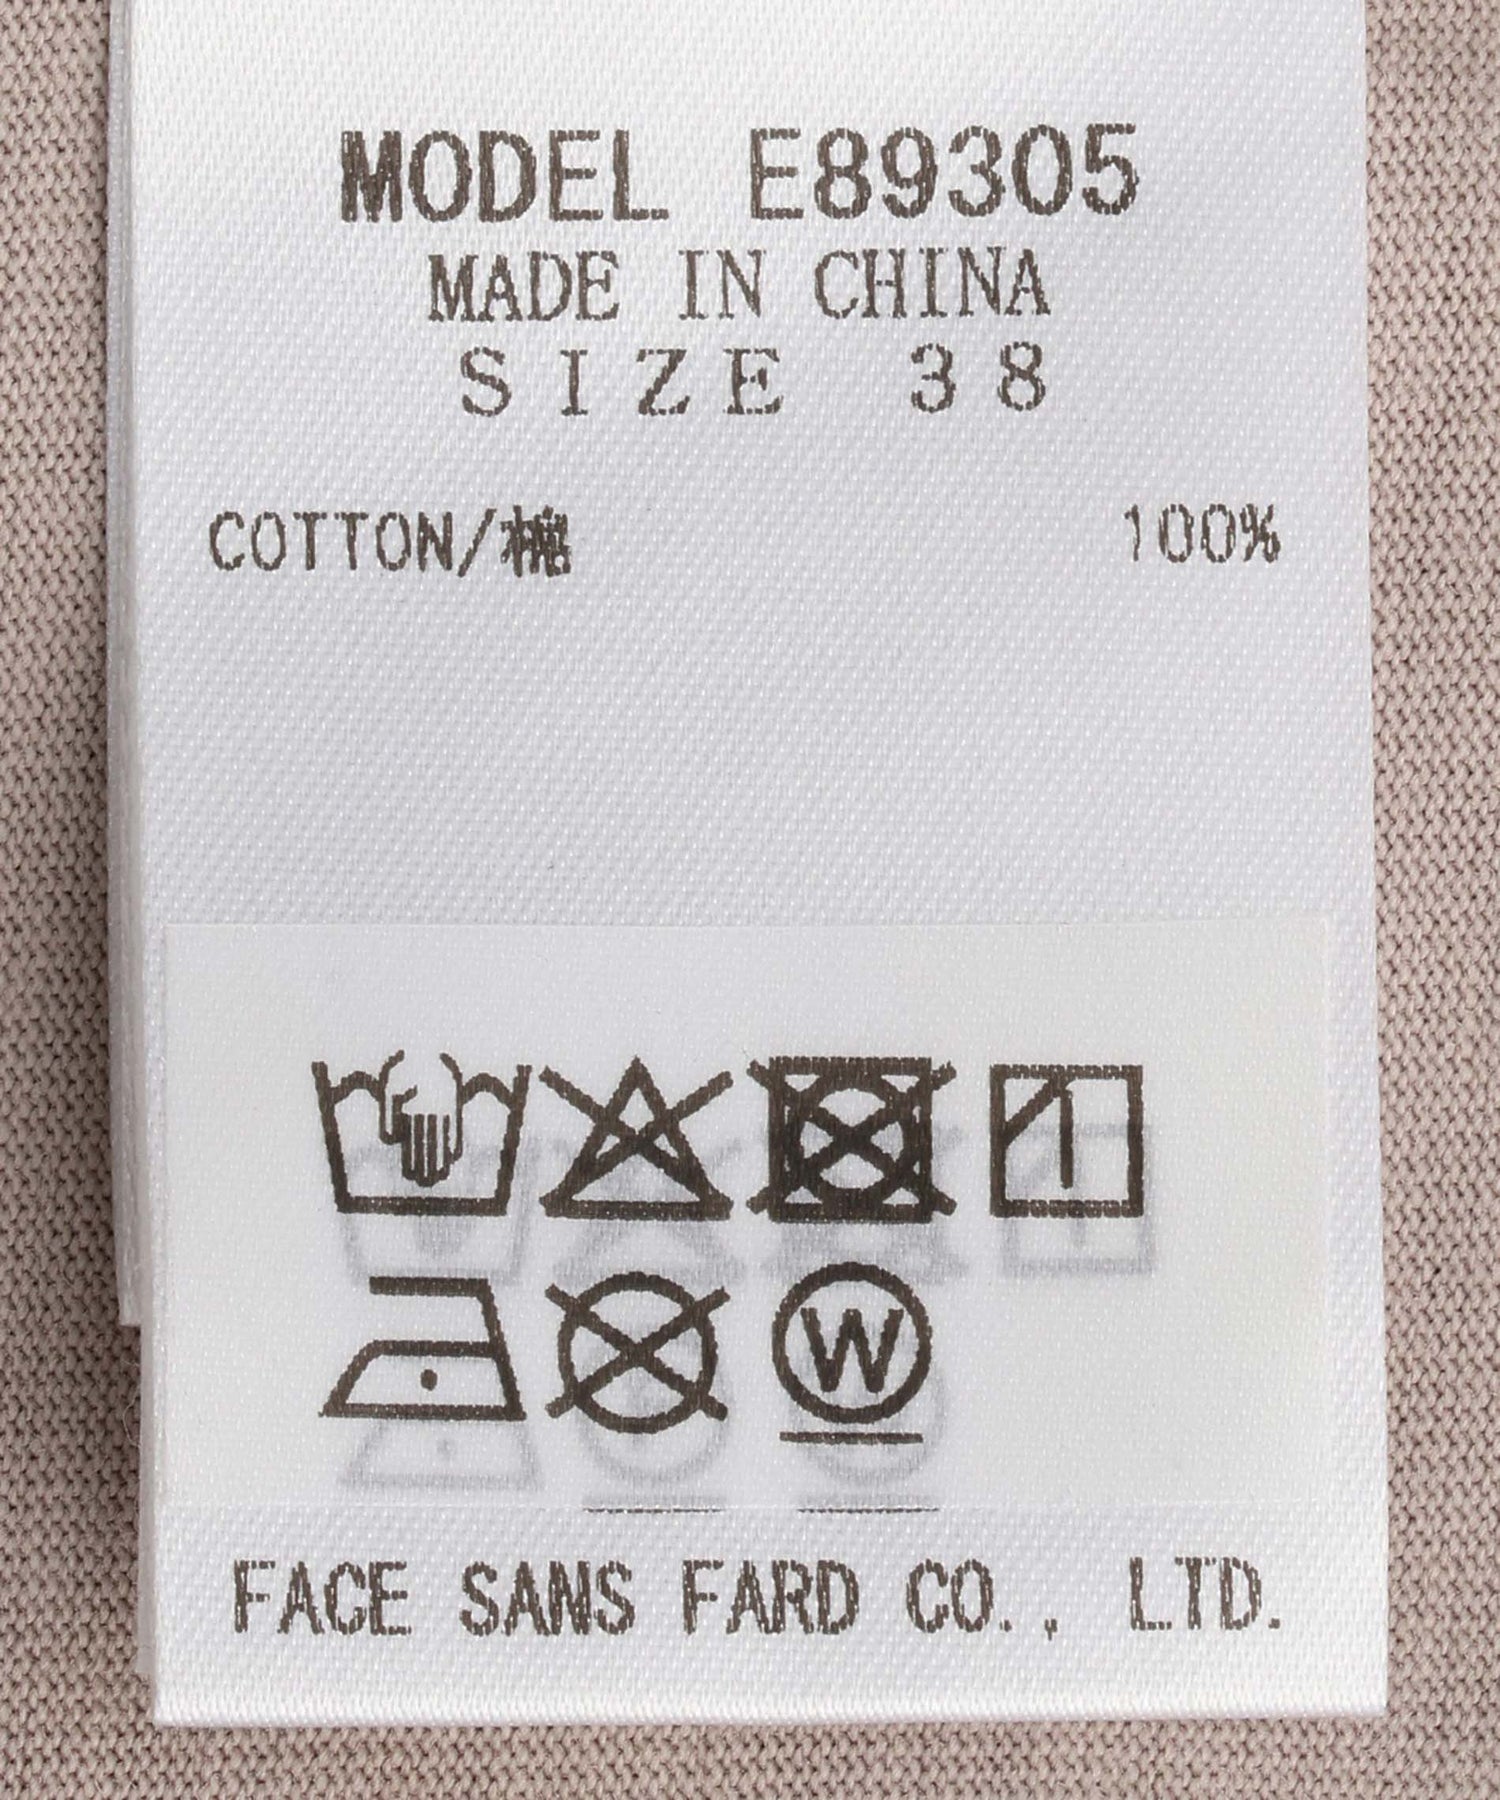 MODEL E89305
MADE IN CHINA
SIZE 38
COTTON/棉 100%
W
FACE SANS FARD CO., LTD.